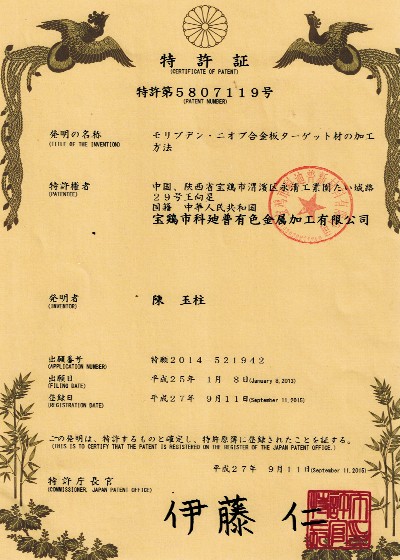 特許証
(CERTIFICATE OF PATENT)
特許第5807119号
(PATENT NUMBER)
発明の名称
(TITLE OF THE INVENTION)
モリブデン・ニオブ合金板ターゲット材の加工
方法
特許権者
(PATENTEE)
中国、陕西省宝鶏市渭濱区永清工業園たい城路
29号王向足
国籍 中華人民共和国
宝鶏市科迪普有色金属加工有限公司
発明者
(INVENTOR)
陳 玉柱
出願番号
(APPLICATION NUMBER)
特願2014-521942
出願日
(FILING DATE)
平成25年 1月 8日(January 8,2013)
登録日
(REGISTRATION DATE)
平成27年 9月11日(September 11,2015)
この発明は、特許するものと確定し、特許原簿に登録されたことを証する。
(THIS IS TO CERTIFY THAT THE PATENT IS REGISTERED ON THE REGISTER OF THE JAPAN PATENT OFFICE.)
平成27年 9月11日(September 11,2015)
特許庁長官
(COMMISSIONER, JAPAN PATENT OFFICE)
伊藤 仁